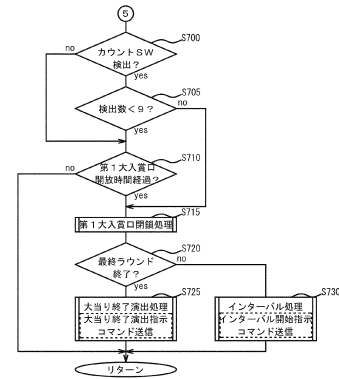 5
S700
no
カウントSW
検出?
yes
S705
検出数<9?
no
yes
S710
no
第1大入賞口
開放時間経過?
yes
S715
第1大入賞口閉鎖処理
S720
最終ラウンド
終了?
no
yes
S725
大当り終了演出処理
大当り終了演出指示
コマンド送信
S730
インターバル処理
インターバル開始指示
コマンド送信
リターン